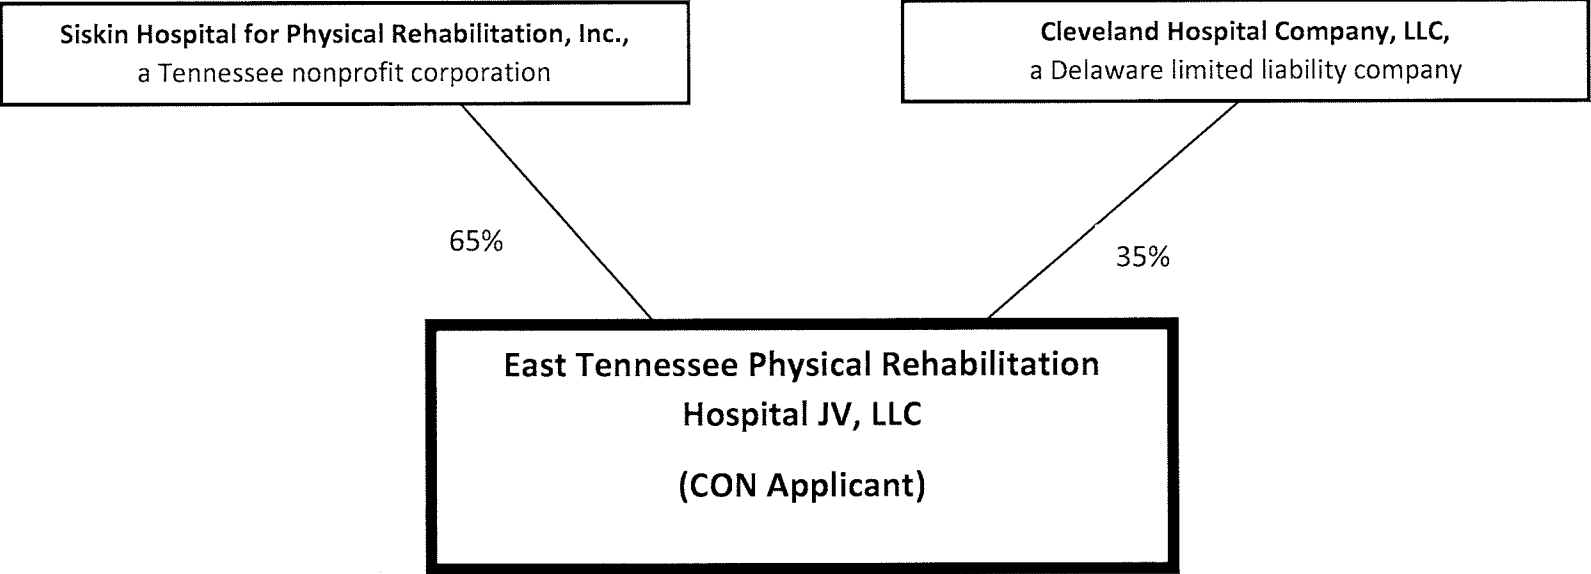 Siskin Hospital for Physical Rehabilitation, Inc.,
a Tennessee nonprofit corporation
Cleveland Hospital Company, LLC,
a Delaware limited liability company
65%
35%
East Tennessee Physical Rehabilitation
Hospital JV, LLC
(CON Applicant)